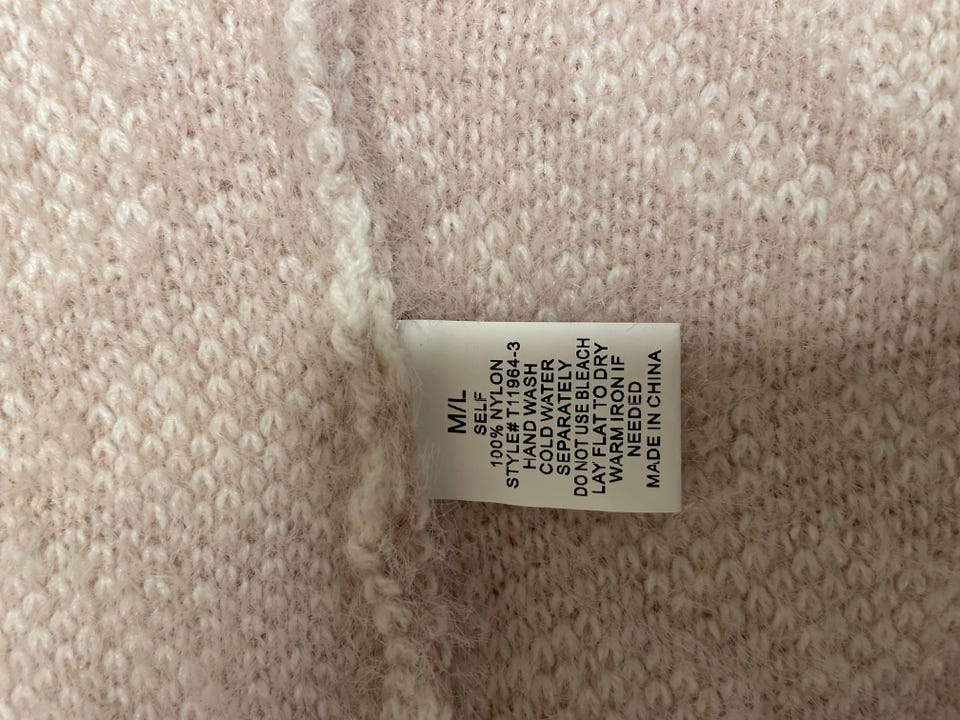 M/L
SELF
100% NYLON
STYLE# T11964-3
HAND WASH
COLD WATER
SEPARATELY
DO NOT USE BLEACH
LAY FLAT TO DRY
WARM IRON IF
NEEDED
MADE IN CHINA